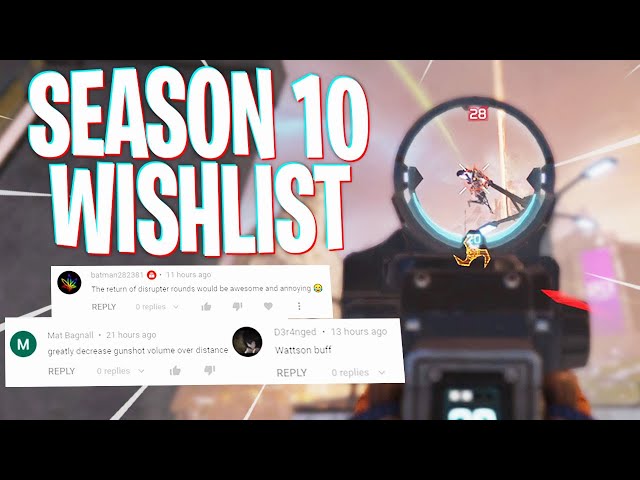 SEASON 10
WISHLIST
28
20
batman282381 • 11 hours ago
The return of disrupter rounds would be awesome and annoying 😂
REPLY 0 replies
M
Mat Bagnall • 21 hours ago
greatly decrease gunshot volume over distance
REPLY 0 replies
D3r4nged. • 13 hours ago
Wattson buff
REPLY 0 replies